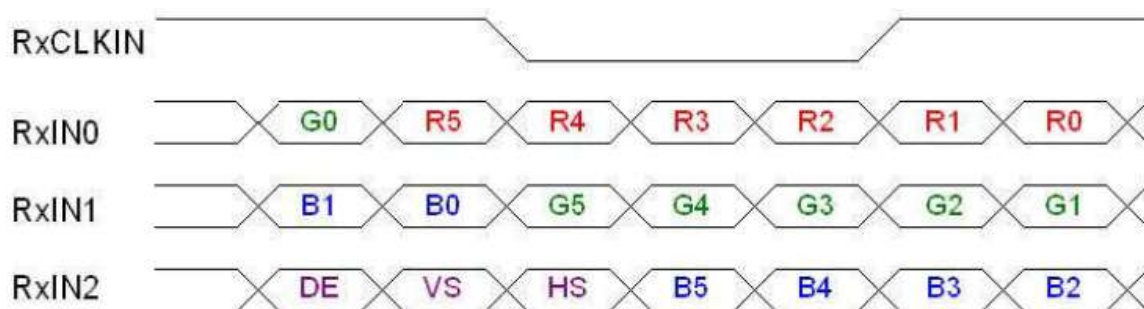 RxCLKIN
RxIN0 G0 R5 R4 R3 R2 R1 R0
RxIN1 B1 B0 G5 G4 G3 G2 G1
RxIN2 DE VS HS B5 B4 B3 B2